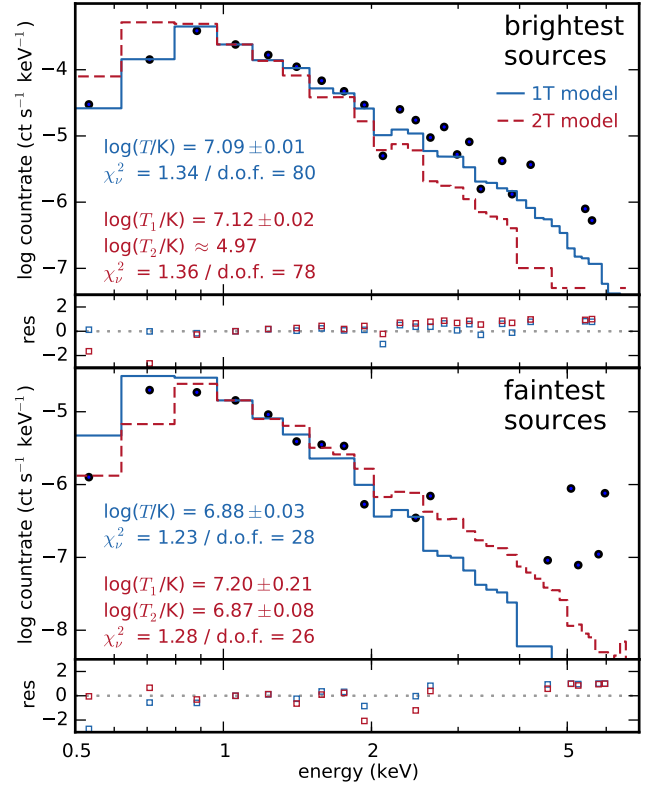 brightest
sources
1T model
2T model
log(T/K) = 7.09 ± 0.01
χ²ᵥ = 1.34 / d.o.f. = 80
log(T₁/K) = 7.12 ± 0.02
log(T₂/K) ≈ 4.97
χ²ᵥ = 1.36 / d.o.f. = 78
log countrate (ct s⁻¹ keV⁻¹)
−4
−5
−6
−7
res
2
0
−2
faintest
sources
log(T/K) = 6.88 ± 0.03
χ²ᵥ = 1.23 / d.o.f. = 28
log(T₁/K) = 7.20 ± 0.21
log(T₂/K) = 6.87 ± 0.08
χ²ᵥ = 1.28 / d.o.f. = 26
log countrate (ct s⁻¹ keV⁻¹)
−5
−6
−7
−8
res
2
0
−2
0.5 1 2 5
energy (keV)